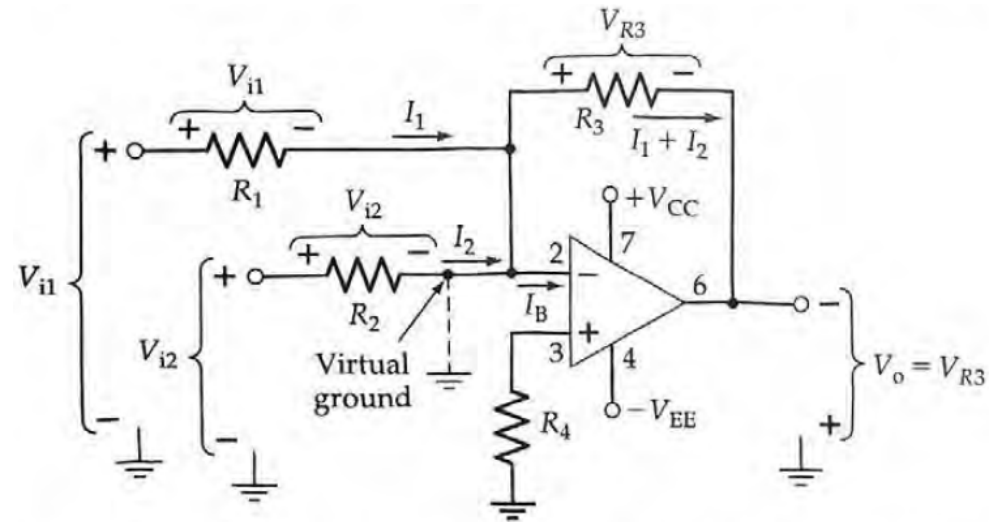 V_R3
+ −
R_3
I_1 + I_2
V_i1
+ −
I_1
+
R_1
+V_CC
V_i2
+ −
I_2
2
7
−
6
V_i1
+
R_2
I_B
+
3
4
−
V_i2
Virtual
ground
R_4
−V_EE
V_o = V_R3
+
−
−